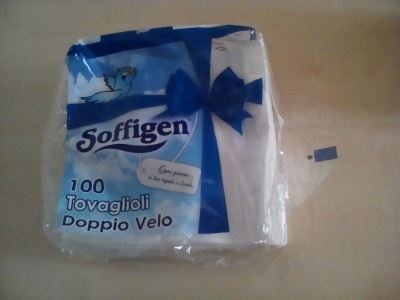 Soffigen
100
Tovaglioli
Doppio Velo